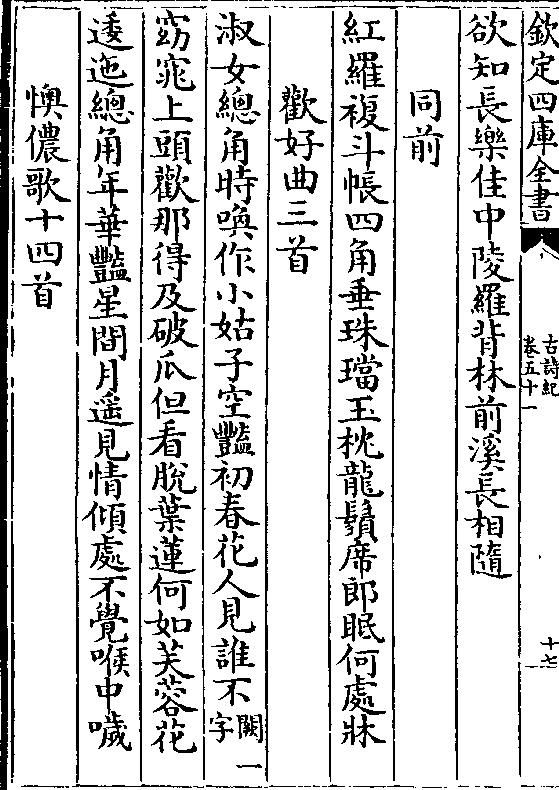 欽定四庫全書
古詩紀
卷五十一
十七
欲知長樂佳中陵羅背林前溪長相隨
同前
紅羅複斗帳四角垂珠璫玉枕龍鬚席郎眠何處牀
歡好曲三首
淑女總角時喚作小姑子空豔初春花人見誰不闕一字
窈窕上頭歡那得及破瓜但看脫葉蓮何如芙蓉花
逶迤總角年華豔星間月遥見情傾處不覺喉中噦
懊儂歌十四首